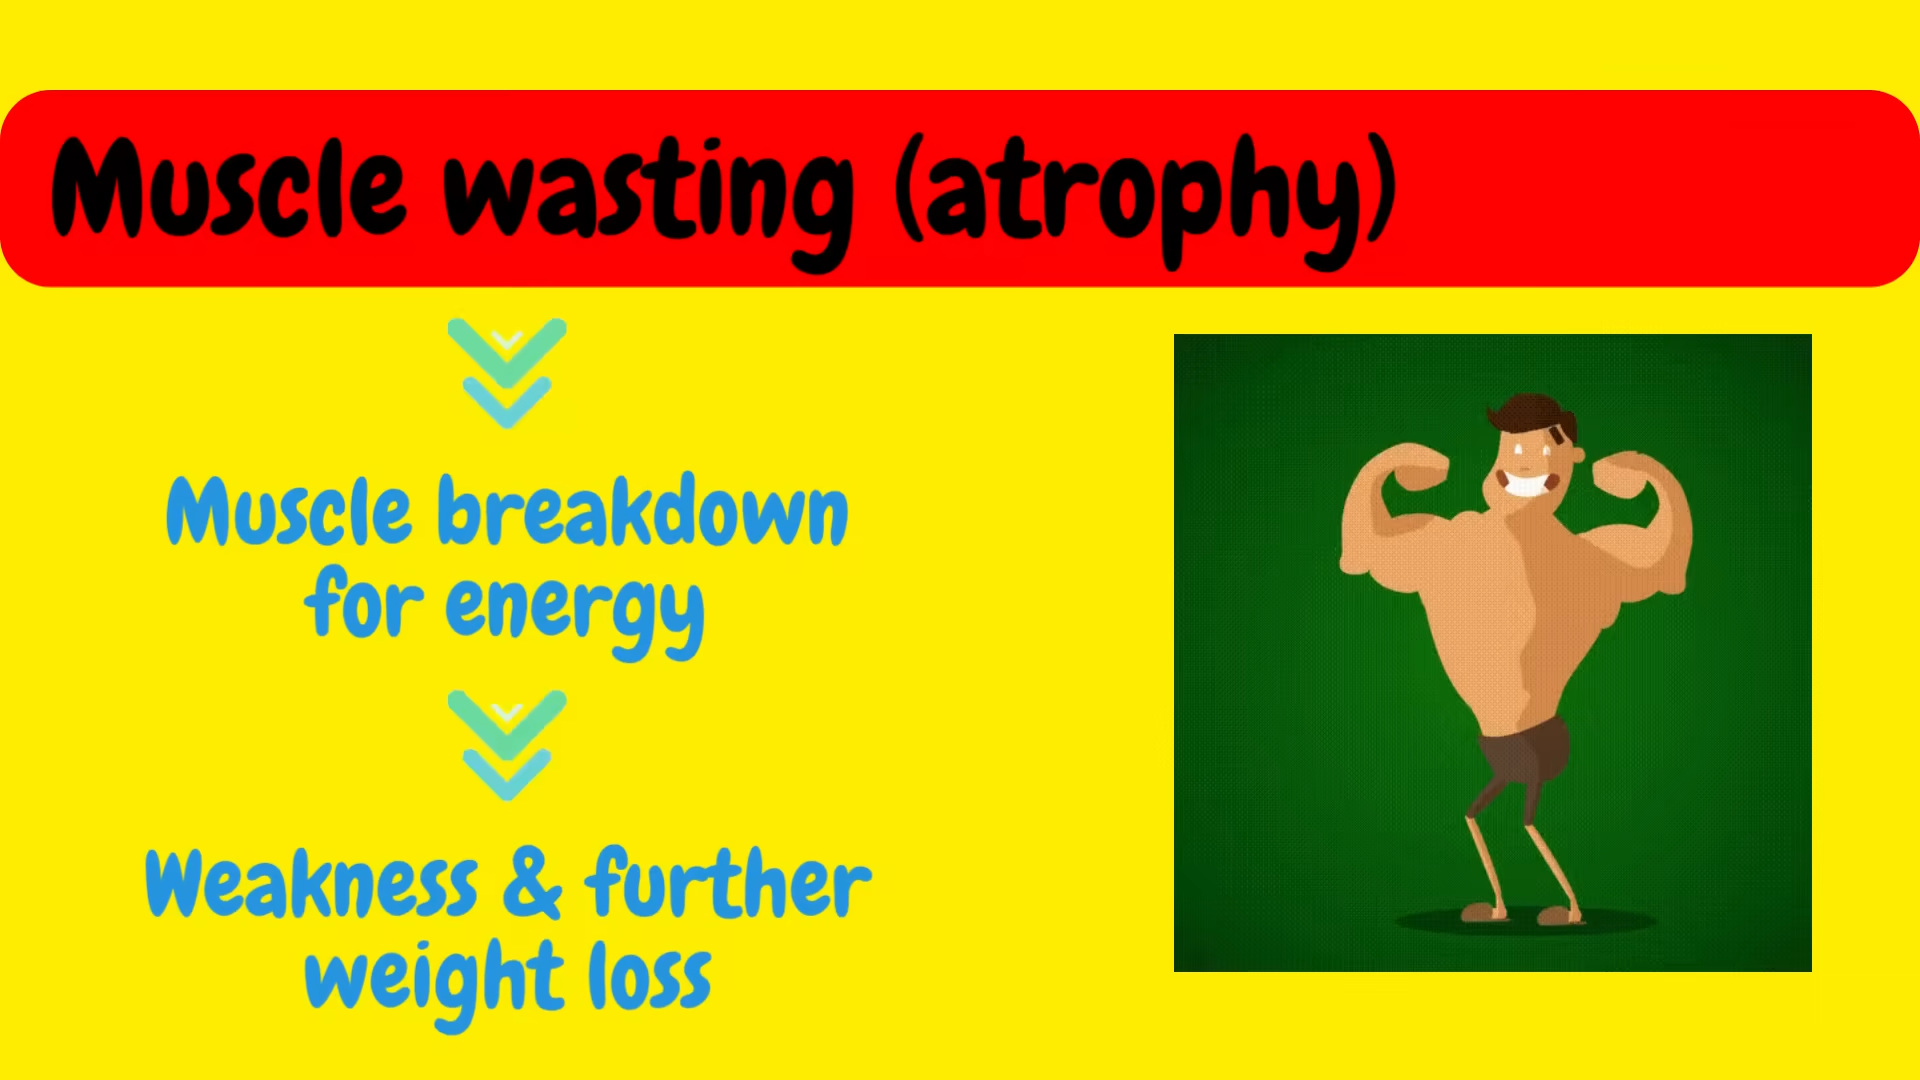 Muscle wasting (atrophy)
Muscle breakdown
for energy
Weakness & further
weight loss